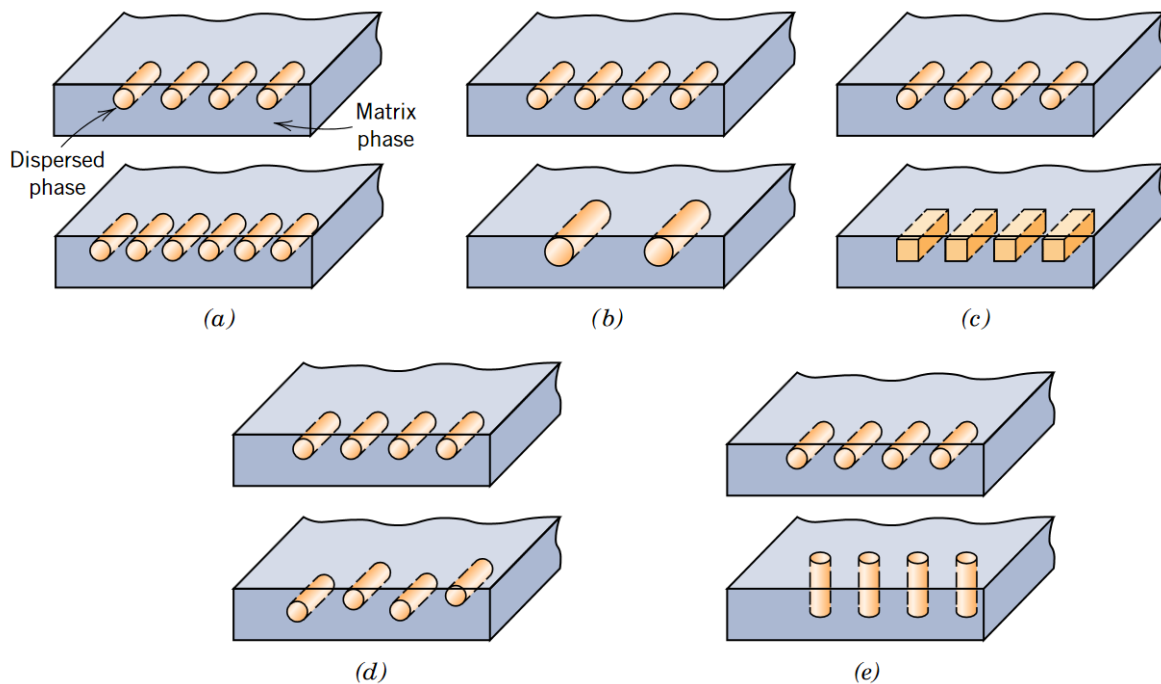 Matrix
phase
Dispersed
phase
(a)
(b)
(c)
(d)
(e)